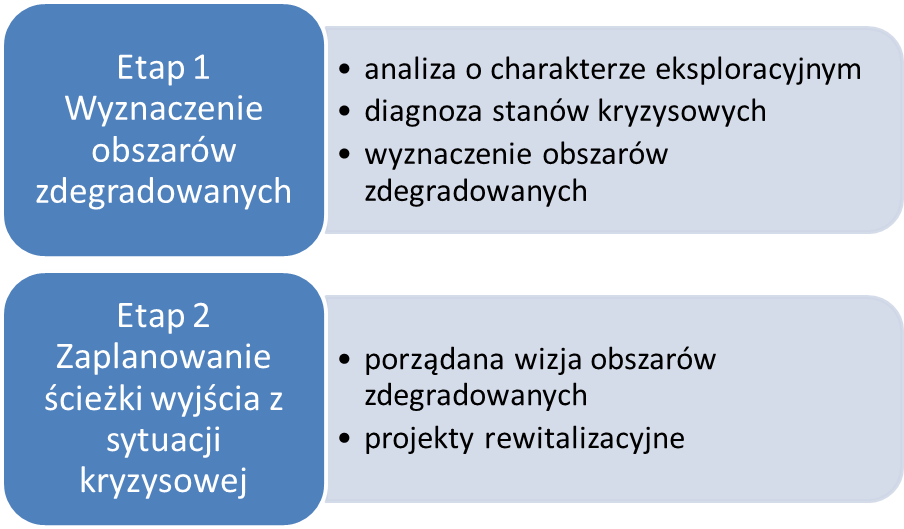 Etap 1
Wyznaczenie
obszarów
zdegradowanych
• analiza o charakterze eksploracyjnym
• diagnoza stanów kryzysowych
• wyznaczenie obszarów
zdegradowanych
Etap 2
Zaplanowanie
ścieżki wyjścia z
sytuacji
kryzysowej
• porządana wizja obszarów
zdegradowanych
• projekty rewitalizacyjne